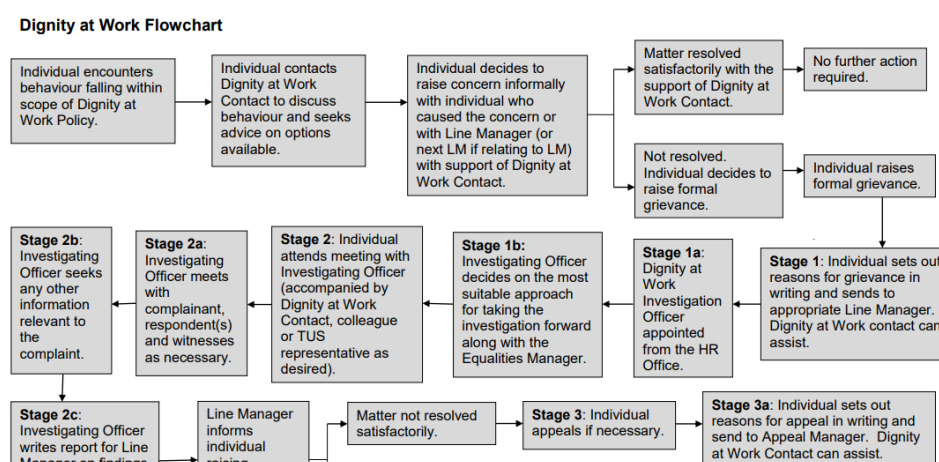 Dignity at Work Flowchart
Individual encounters
behaviour falling within
scope of Dignity at
Work Policy.
Individual contacts
Dignity at Work
Contact to discuss
behaviour and seeks
advice on options
available.
Individual decides to
raise concern informally
with individual who
caused the concern or
with Line Manager (or
next LM if relating to LM)
with support of Dignity at
Work Contact.
Matter resolved
satisfactorily with the
support of Dignity at
Work Contact.
No further action
required.
Not resolved.
Individual decides to
raise formal
grievance.
Individual raises
formal grievance.
Stage 1: Individual sets out
reasons for grievance in
writing and sends to
appropriate Line Manager.
Dignity at Work contact can
assist.
Stage 1a:
Dignity at
Work
Investigation
Officer
appointed
from the HR
Office.
Stage 1b:
Investigating Officer
decides on the most
suitable approach
for taking the
investigation forward
along with the
Equalities Manager.
Stage 2: Individual
attends meeting with
Investigating Officer
(accompanied by
Dignity at Work
Contact, colleague
or TUS
representative as
desired).
Stage 2a:
Investigating
Officer meets
with
complainant,
respondent(s)
and witnesses
as necessary.
Stage 2b:
Investigating
Officer seeks
any other
information
relevant to
the
complaint.
Stage 2c:
Investigating Officer
writes report for Line
Manager on findings
Line Manager
informs
individual
raising
Matter not resolved
satisfactorily.
Stage 3: Individual
appeals if necessary.
Stage 3a: Individual sets out
reasons for appeal in writing and
send to Appeal Manager. Dignity
at Work Contact can assist.